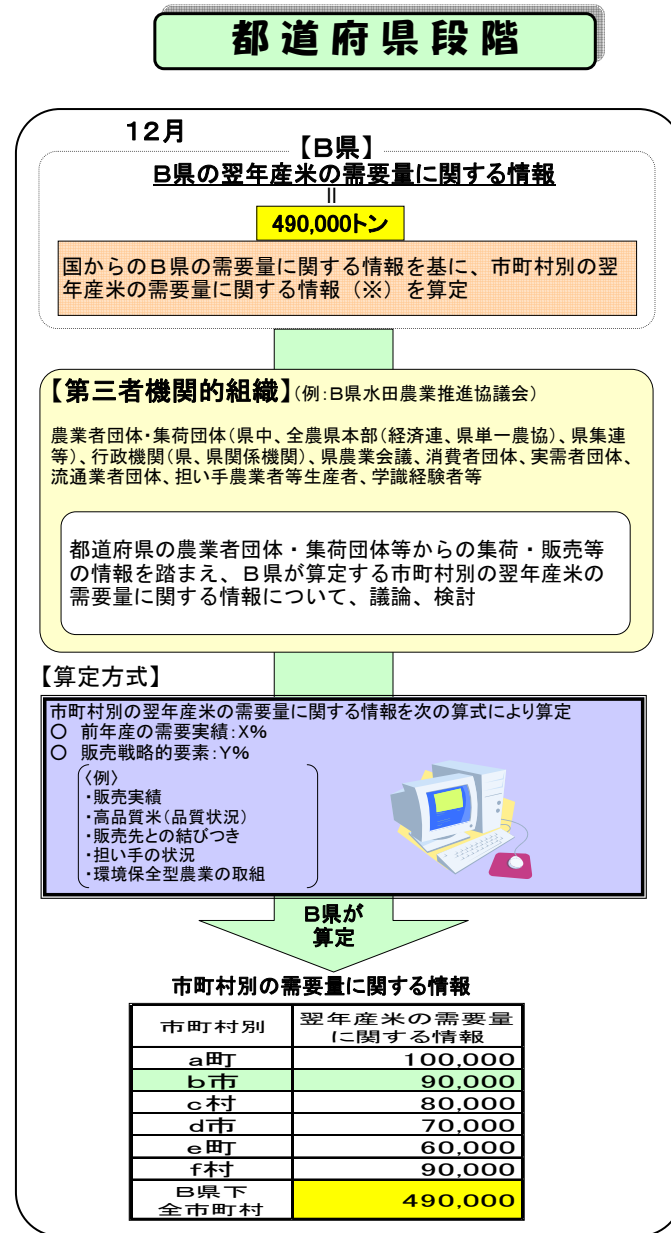 都道府県段階
12月
【B県】
B県の翌年産米の需要量に関する情報
＝
490,000トン
国からのB県の需要量に関する情報を基に、市町村別の翌
年産米の需要量に関する情報（※）を算定
【第三者機関的組織】(例:B県水田農業推進協議会)
農業者団体・集荷団体(県中、全農県本部(経済連、県単一農協)、県集連
等)、行政機関(県、県関係機関)、県農業会議、消費者団体、実需者団体、
流通業者団体、担い手農業者等生産者、学識経験者等
都道府県の農業者団体・集荷団体等からの集荷・販売等
の情報を踏まえ、B県が算定する市町村別の翌年産米の
需要量に関する情報について、議論、検討
【算定方式】
市町村別の翌年産米の需要量に関する情報を次の算式により算定
○ 前年産の需要実績:X%
○ 販売戦略的要素:Y%
〈例〉
・販売実績
・高品質米(品質状況)
・販売先との結びつき
・担い手の状況
・環境保全型農業の取組
B県が
算定
市町村別の需要量に関する情報
市町村別 翌年産米の需要量
に関する情報
a町 100,000
b市 90,000
c村 80,000
d市 70,000
e町 60,000
f村 90,000
B県下
全市町村 490,000